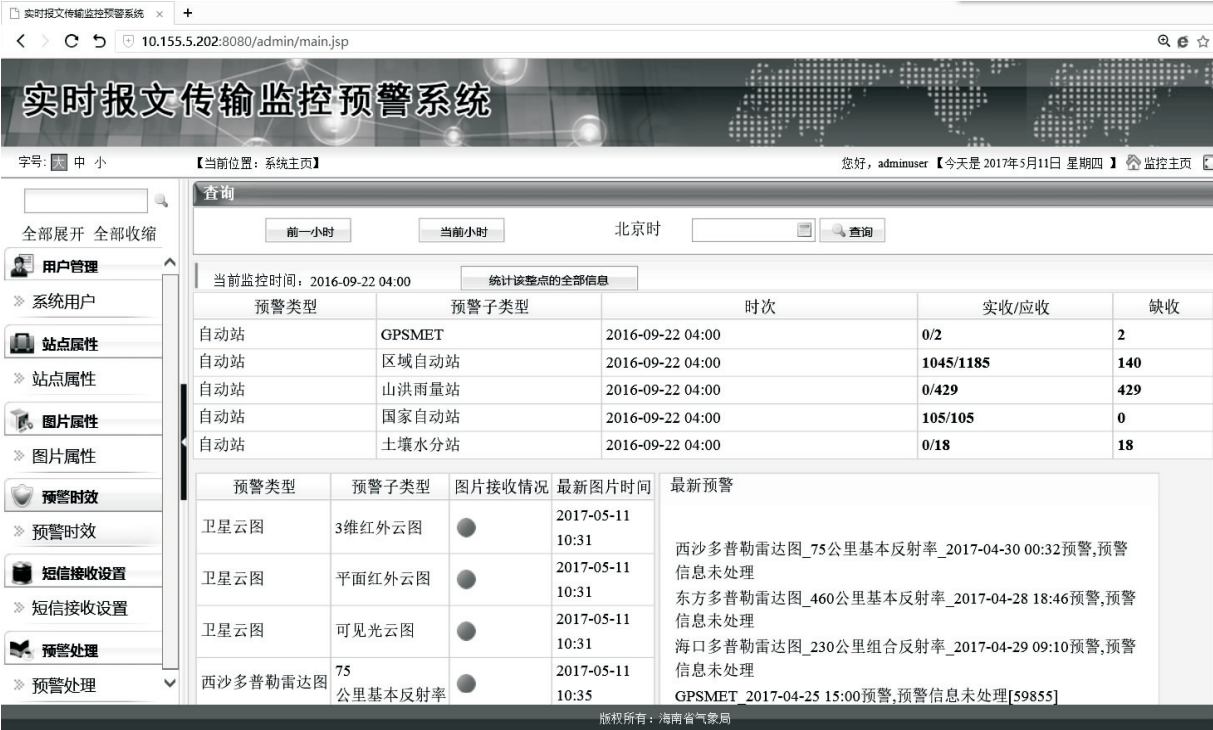 实时报文传输监控预警系统
10.155.5.202:8080/admin/main.jsp
实时报文传输监控预警系统
字号: 大 中 小
【当前位置：系统主页】
您好，adminuser 【今天是 2017年5月11日 星期四 】 监控主页
全部展开 全部收缩
用户管理
系统用户
站点属性
站点属性
图片属性
图片属性
预警时效
预警时效
短信接收设置
短信接收设置
预警处理
预警处理
查询
前一小时 当前小时 北京时 查询
当前监控时间：2016-09-22 04:00 统计该整点的全部信息
预警类型 预警子类型 时次 实收/应收 缺收
自动站 GPSMET 2016-09-22 04:00 0/2 2
自动站 区域自动站 2016-09-22 04:00 1045/1185 140
自动站 山洪雨量站 2016-09-22 04:00 0/429 429
自动站 国家自动站 2016-09-22 04:00 105/105 0
自动站 土壤水分站 2016-09-22 04:00 0/18 18
预警类型 预警子类型 图片接收情况 最新图片时间
卫星云图 3维红外云图 2017-05-11
10:31
卫星云图 平面红外云图 2017-05-11
10:31
卫星云图 可见光云图 2017-05-11
10:31
西沙多普勒雷达图 75
公里基本反射率 2017-05-11
10:35
最新预警
西沙多普勒雷达图_75公里基本反射率_2017-04-30 00:32预警,预警
信息未处理
东方多普勒雷达图_460公里基本反射率_2017-04-28 18:46预警,预警
信息未处理
海口多普勒雷达图_230公里组合反射率_2017-04-29 09:10预警,预警
信息未处理
GPSMET_2017-04-25 15:00预警,预警信息未处理[59855]
版权所有：海南省气象局